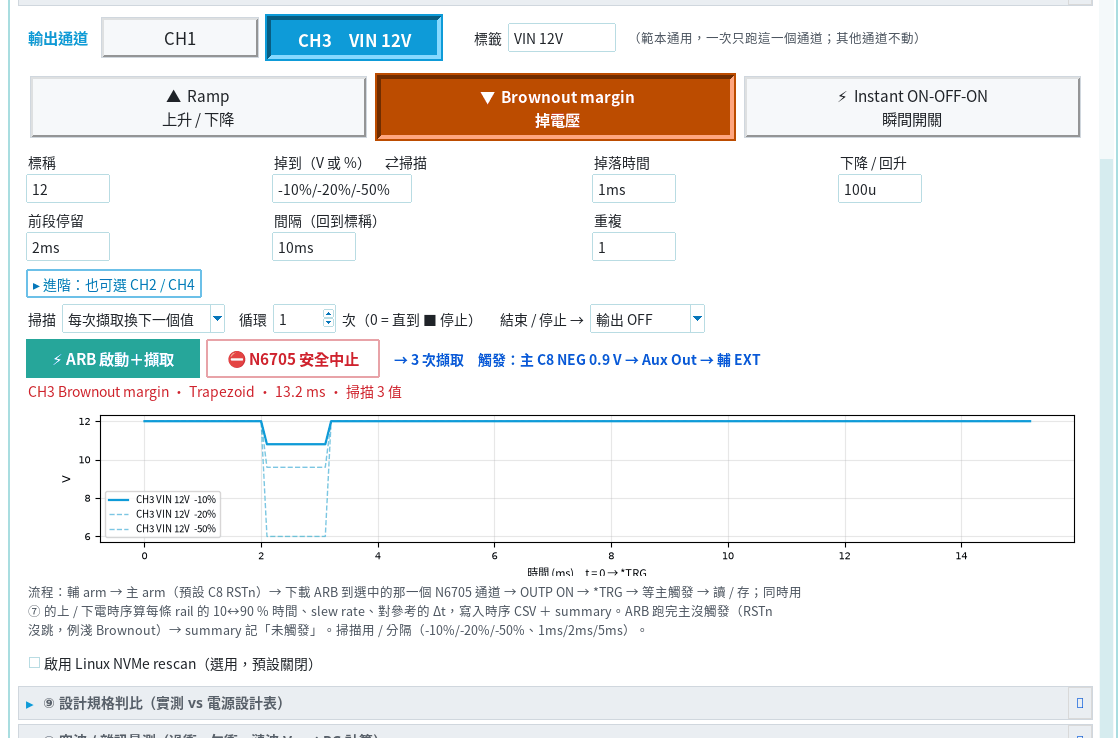 輸出通道 CH1 CH3 VIN 12V 標籤 VIN 12V （範本通用，一次只跑這一個通道；其他通道不動）
▲ Ramp
上升 / 下降
▼ Brownout margin
掉電壓
⚡ Instant ON-OFF-ON
瞬間開關
標稱 掉到（V 或 %） ⇄掃描 掉落時間 下降 / 回升
12 -10%/-20%/-50% 1ms 100u
前段停留 間隔（回到標稱） 重複
2ms 10ms 1
▸ 進階：也可選 CH2 / CH4
掃描 每次擷取換下一個值 循環 1 次（0 = 直到 ■ 停止） 結束 / 停止 → 輸出 OFF
⚡ ARB 啟動＋擷取 ⛔ N6705 安全中止 → 3 次擷取 觸發：主 C8 NEG 0.9 V → Aux Out → 輔 EXT
CH3 Brownout margin · Trapezoid · 13.2 ms · 掃描 3 值
12
10
8
6
V
CH3 VIN 12V -10%
CH3 VIN 12V -20%
CH3 VIN 12V -50%
0 2 4 6 8 10 12 14
時間 (ms) t=0 → *TRG
流程：輔 arm → 主 arm（預設 C8 RSTn）→ 下載 ARB 到選中的那一個 N6705 通道 → OUTP ON → *TRG → 等主觸發 → 讀 / 存；同時用
⑦ 的上 / 下電時序算每條 rail 的 10↔90 % 時間、slew rate、對參考的 Δt，寫入時序 CSV＋ summary。ARB 跑完主沒觸發（RSTn
沒跳，例淺 Brownout）→ summary 記「未觸發」。掃描用 / 分隔（-10%/-20%/-50%、1ms/2ms/5ms）。
啟用 Linux NVMe rescan（選用，預設關閉）
▸ ⑨ 設計規格判比（實測 vs 電源設計表）